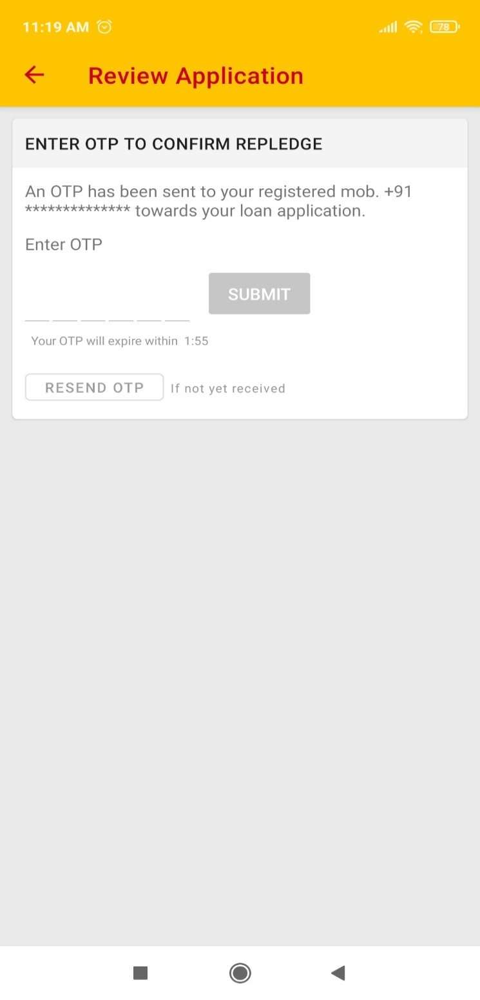 11:19 AM
78
Review Application
ENTER OTP TO CONFIRM REPLEDGE
An OTP has been sent to your registered mob. +91
************** towards your loan application.
Enter OTP
SUBMIT
Your OTP will expire within 1:55
RESEND OTP If not yet received